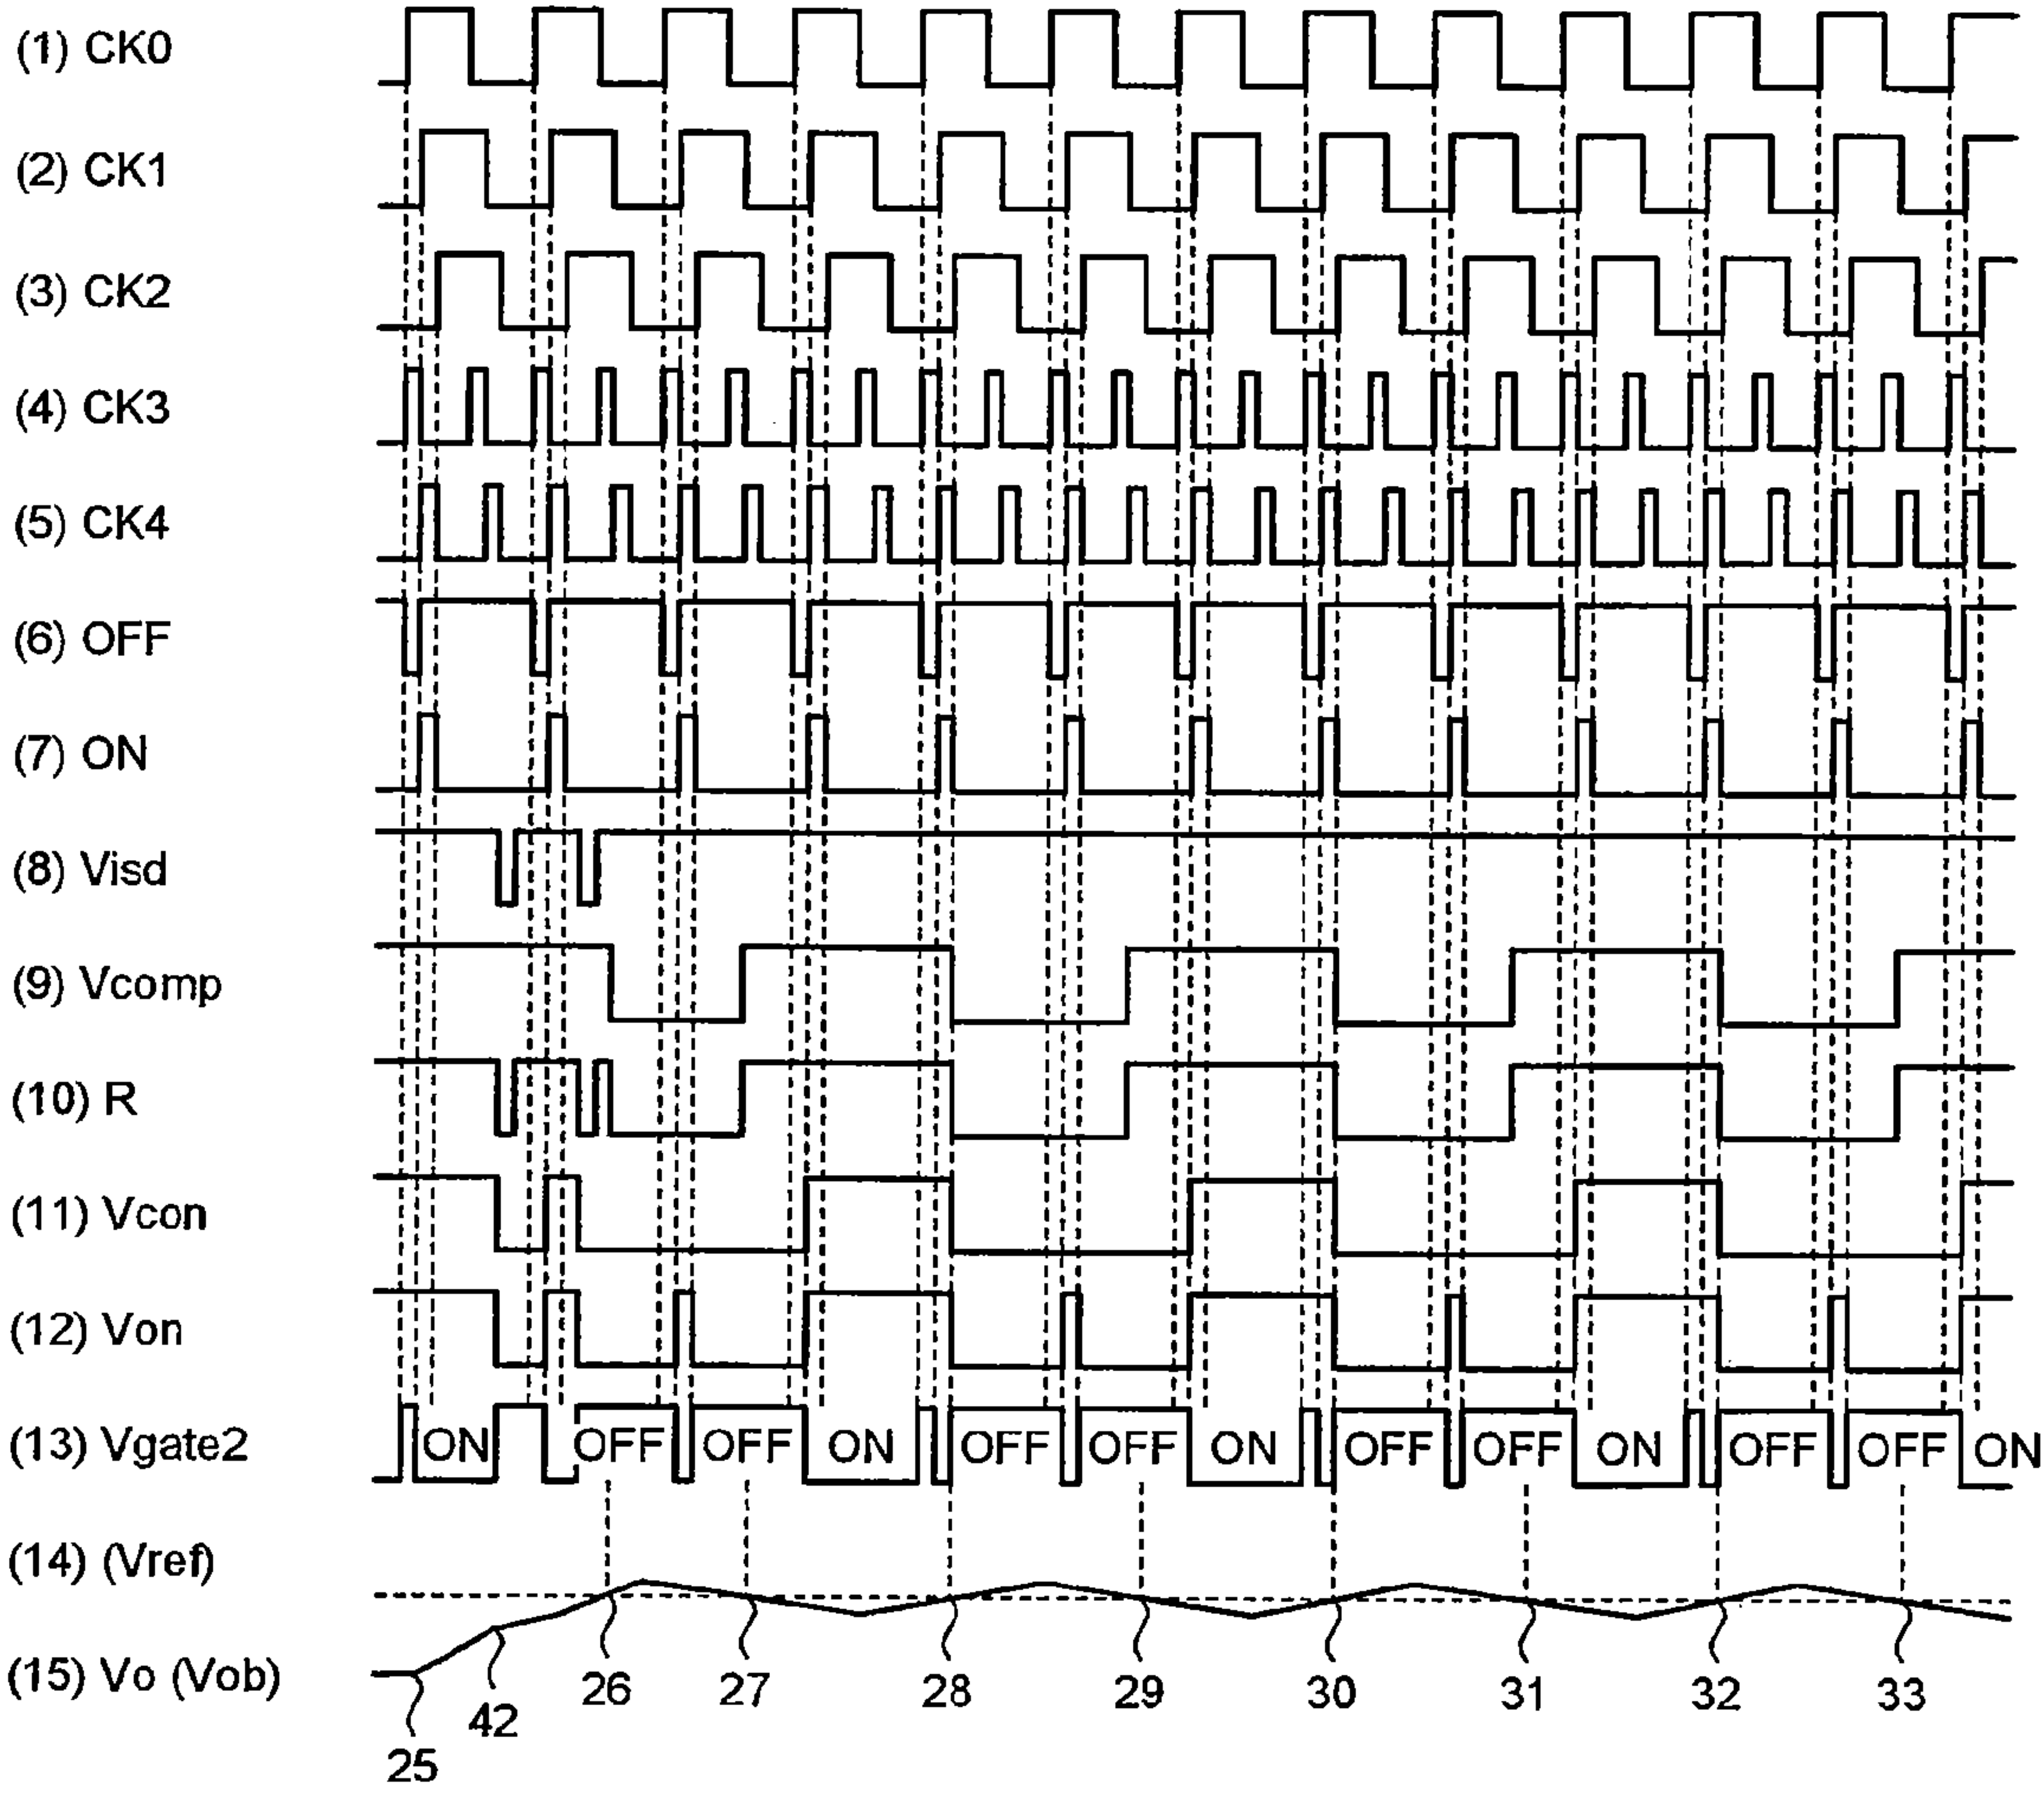 (1) CK0
(2) CK1
(3) CK2
(4) CK3
(5) CK4
(6) OFF
(7) ON
(8) Visd
(9) Vcomp
(10) R
(11) Vcon
(12) Von
(13) Vgate2 ON OFF OFF ON OFF OFF ON OFF OFF ON OFF OFF ON
(14) (Vref)
(15) Vo (Vob)
26 27 28 29 30 31 32 33
42
25